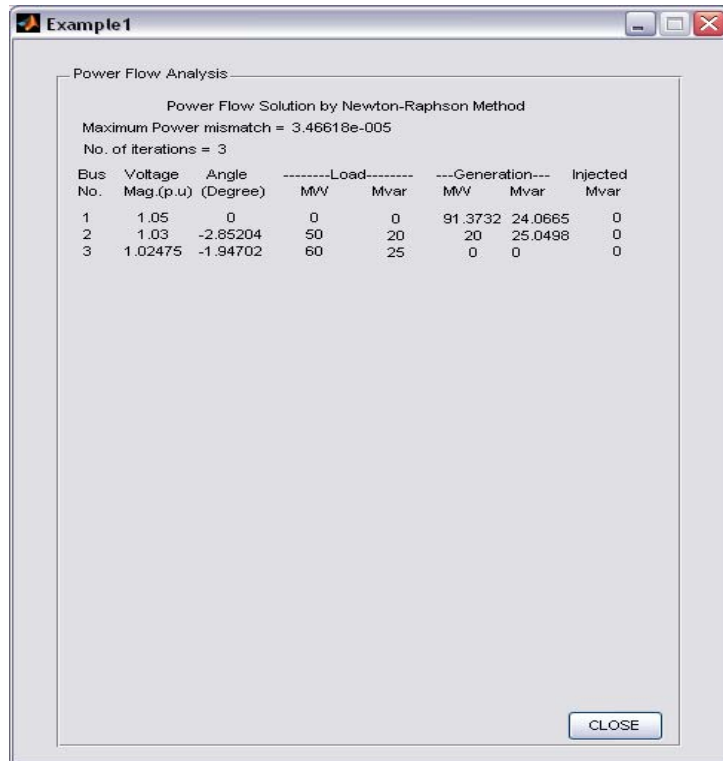 Example1
Power Flow Analysis
Power Flow Solution by Newton-Raphson Method
Maximum Power mismatch = 3.46618e-005
No. of iterations = 3
Bus Voltage Angle --------Load-------- ---Generation--- Injected
No. Mag.(p.u) (Degree) MW Mvar MW Mvar Mvar
1 1.05 0 0 0 91.3732 24.0665 0
2 1.03 -2.85204 50 20 20 25.0498 0
3 1.02475 -1.94702 60 25 0 0 0
CLOSE